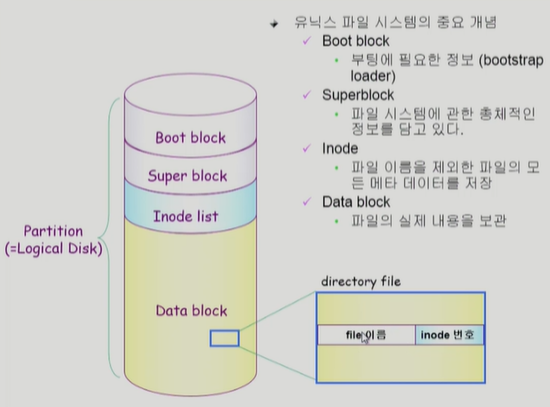 유닉스 파일 시스템의 중요 개념
Boot block
부팅에 필요한 정보 (bootstrap
loader)
Superblock
파일 시스템에 관한 총체적인
정보를 담고 있다.
Inode
파일 이름을 제외한 파일의 모
든 메타 데이터를 저장
Data block
파일의 실제 내용을 보관
Boot block
Super block
Inode list
Partition
(=Logical Disk)
Data block
directory file
file이름
inode 번호